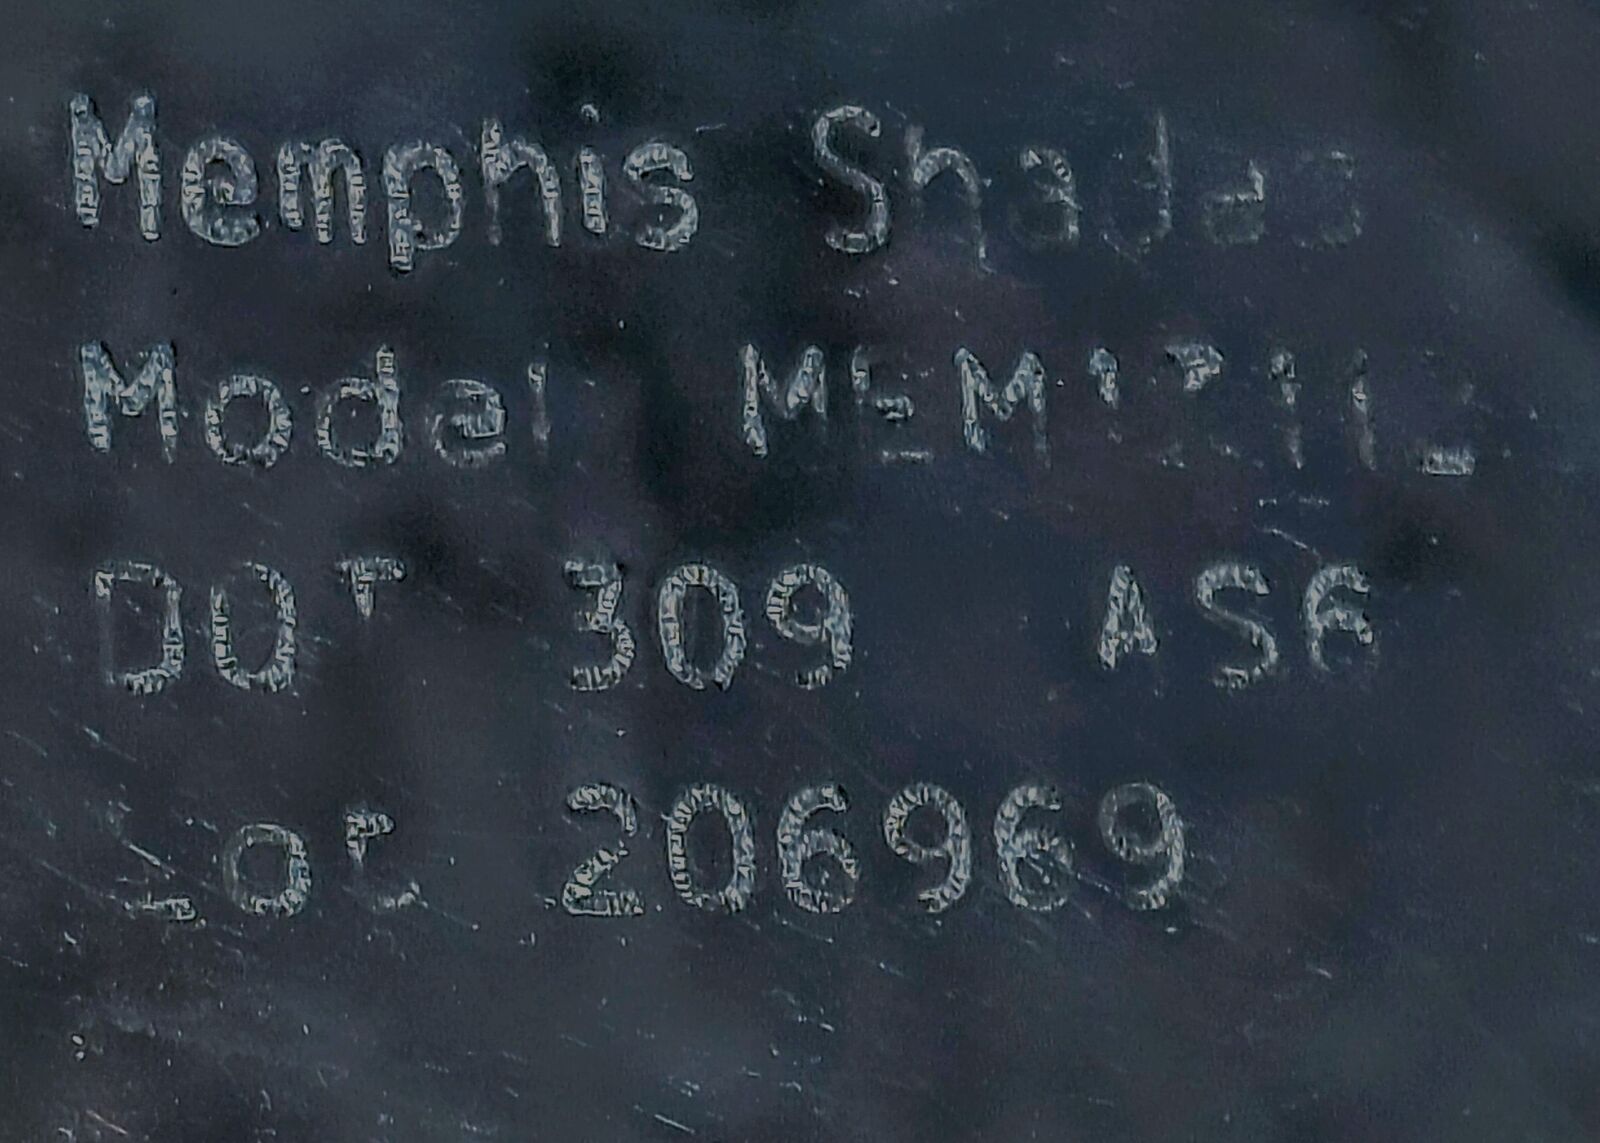 Memphis Shades
Model
DOT 309 AS6
Lot 206969